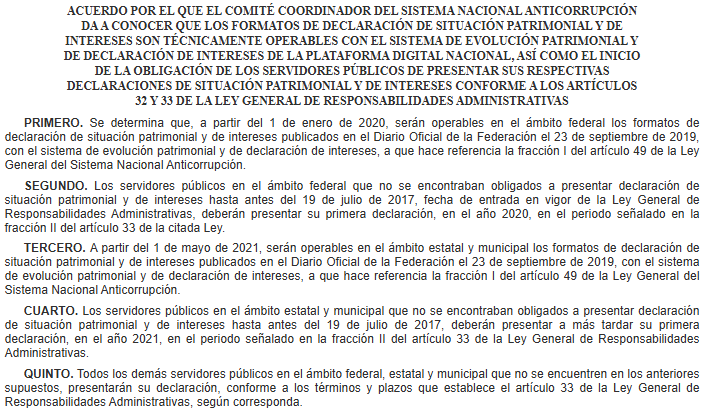 ACUERDO POR EL QUE EL COMITÉ COORDINADOR DEL SISTEMA NACIONAL ANTICORRUPCIÓN
DA A CONOCER QUE LOS FORMATOS DE DECLARACIÓN DE SITUACIÓN PATRIMONIAL Y DE
INTERESES SON TÉCNICAMENTE OPERABLES CON EL SISTEMA DE EVOLUCIÓN PATRIMONIAL Y
DE DECLARACIÓN DE INTERESES DE LA PLATAFORMA DIGITAL NACIONAL, ASÍ COMO EL INICIO
DE LA OBLIGACIÓN DE LOS SERVIDORES PÚBLICOS DE PRESENTAR SUS RESPECTIVAS
DECLARACIONES DE SITUACIÓN PATRIMONIAL Y DE INTERESES CONFORME A LOS ARTÍCULOS
32 Y 33 DE LA LEY GENERAL DE RESPONSABILIDADES ADMINISTRATIVAS
PRIMERO. Se determina que, a partir del 1 de enero de 2020, serán operables en el ámbito federal los formatos de
declaración de situación patrimonial y de intereses publicados en el Diario Oficial de la Federación el 23 de septiembre de 2019,
con el sistema de evolución patrimonial y de declaración de intereses, a que hace referencia la fracción I del artículo 49 de la Ley
General del Sistema Nacional Anticorrupción.
SEGUNDO. Los servidores públicos en el ámbito federal que no se encontraban obligados a presentar declaración de
situación patrimonial y de intereses hasta antes del 19 de julio de 2017, fecha de entrada en vigor de la Ley General de
Responsabilidades Administrativas, deberán presentar su primera declaración, en el año 2020, en el periodo señalado en la
fracción II del artículo 33 de la citada Ley.
TERCERO. A partir del 1 de mayo de 2021, serán operables en el ámbito estatal y municipal los formatos de declaración de
situación patrimonial y de intereses publicados en el Diario Oficial de la Federación el 23 de septiembre de 2019, con el sistema
de evolución patrimonial y de declaración de intereses, a que hace referencia la fracción I del artículo 49 de la Ley General del
Sistema Nacional Anticorrupción.
CUARTO. Los servidores públicos en el ámbito estatal y municipal que no se encontraban obligados a presentar declaración
de situación patrimonial y de intereses hasta antes del 19 de julio de 2017, deberán presentar a más tardar su primera
declaración, en el año 2021, en el periodo señalado en la fracción II del artículo 33 de la Ley General de Responsabilidades
Administrativas.
QUINTO. Todos los demás servidores públicos en el ámbito federal, estatal y municipal que no se encuentren en los anteriores
supuestos, presentarán su declaración, conforme a los términos y plazos que establece el artículo 33 de la Ley General de
Responsabilidades Administrativas, según corresponda.